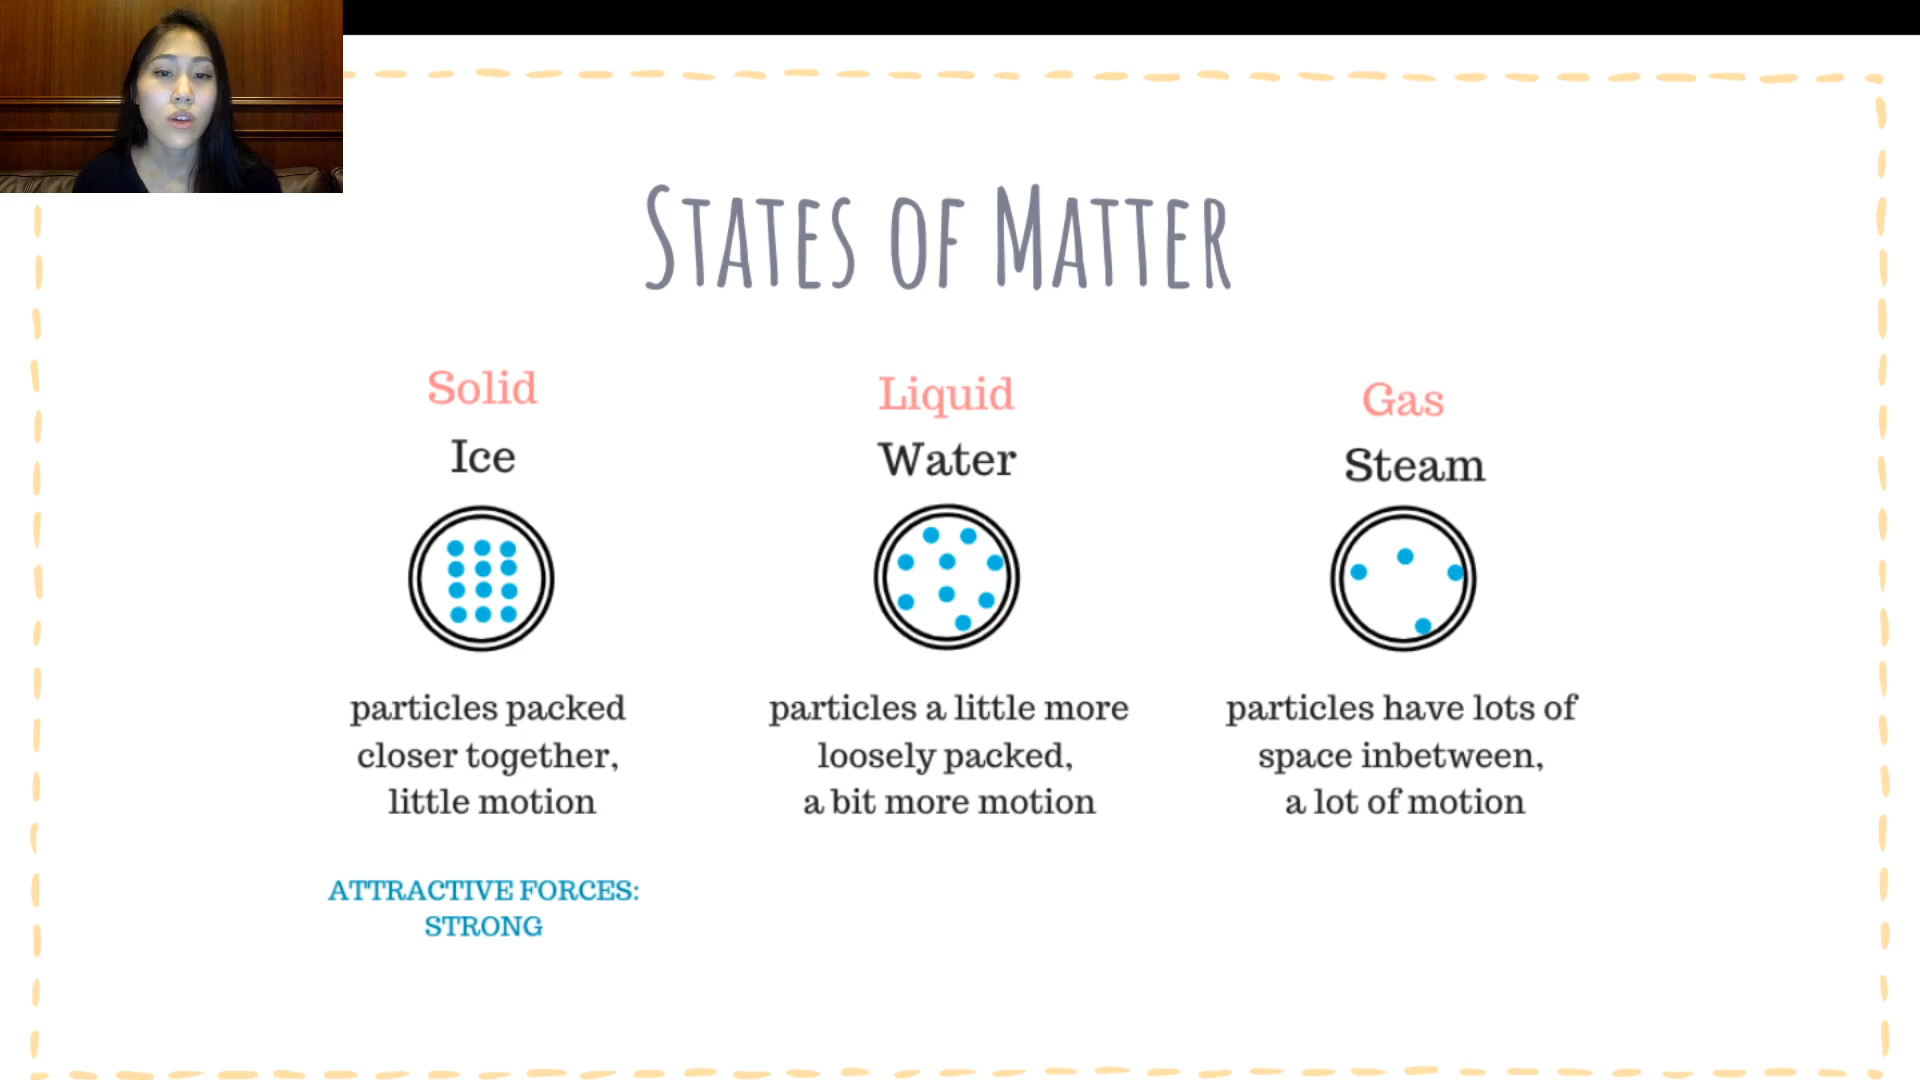 States of Matter
Solid
Ice
particles packed
closer together,
little motion
ATTRACTIVE FORCES:
STRONG
Liquid
Water
particles a little more
loosely packed,
a bit more motion
Gas
Steam
particles have lots of
space inbetween,
a lot of motion